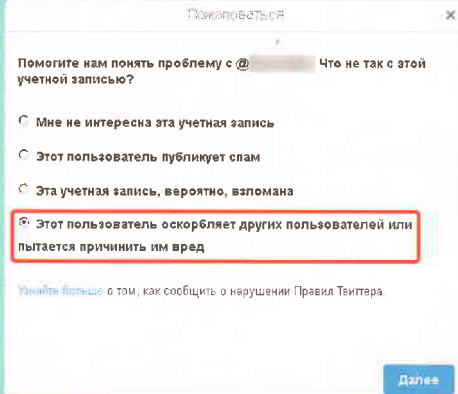 Пожаловаться
Помогите нам понять проблему с @ Что не так с этой
учетной записью?
Мне не интересна эта учетная запись
Этот пользователь публикует спам
Эта учетная запись, вероятно, взломана
Этот пользователь оскорбляет других пользователей или
пытается причинить им вред
Узнайте больше о том, как сообщить о нарушении Правил Твиттера.
Далее